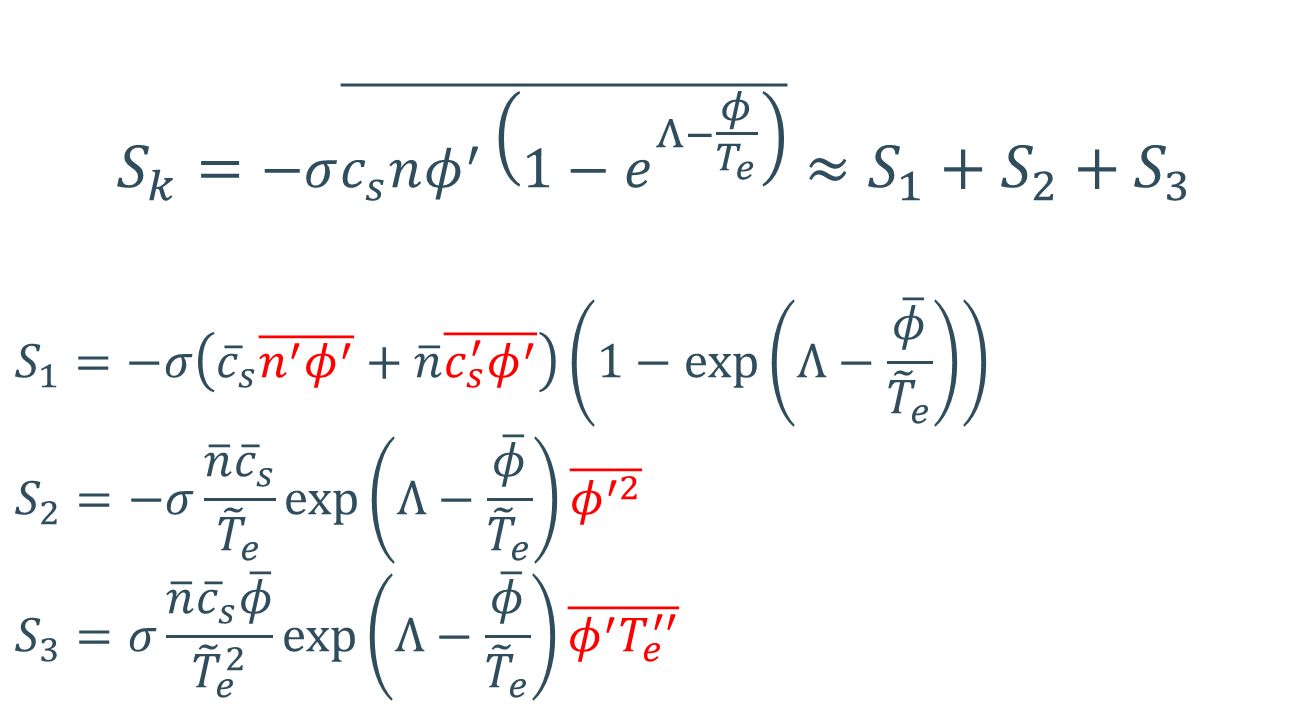 $S_k = -\sigma \overline{c_s n \phi' \left(1 - e^{\Lambda - \frac{\phi}{T_e}}\right)} \approx S_1 + S_2 + S_3$
$S_1 = -\sigma \left(\bar{c}_s \overline{n'\phi'} + \bar{n} \overline{c_s'\phi'}\right) \left(1 - \exp\left(\Lambda - \frac{\bar{\phi}}{\tilde{T}_e}\right)\right)$
$S_2 = -\sigma \frac{\bar{n}\bar{c}_s}{\tilde{T}_e} \exp\left(\Lambda - \frac{\bar{\phi}}{\tilde{T}_e}\right) \overline{\phi'^2}$
$S_3 = \sigma \frac{\bar{n}\bar{c}_s\bar{\phi}}{\tilde{T}_e^2} \exp\left(\Lambda - \frac{\bar{\phi}}{\tilde{T}_e}\right) \overline{\phi' T_e''}$